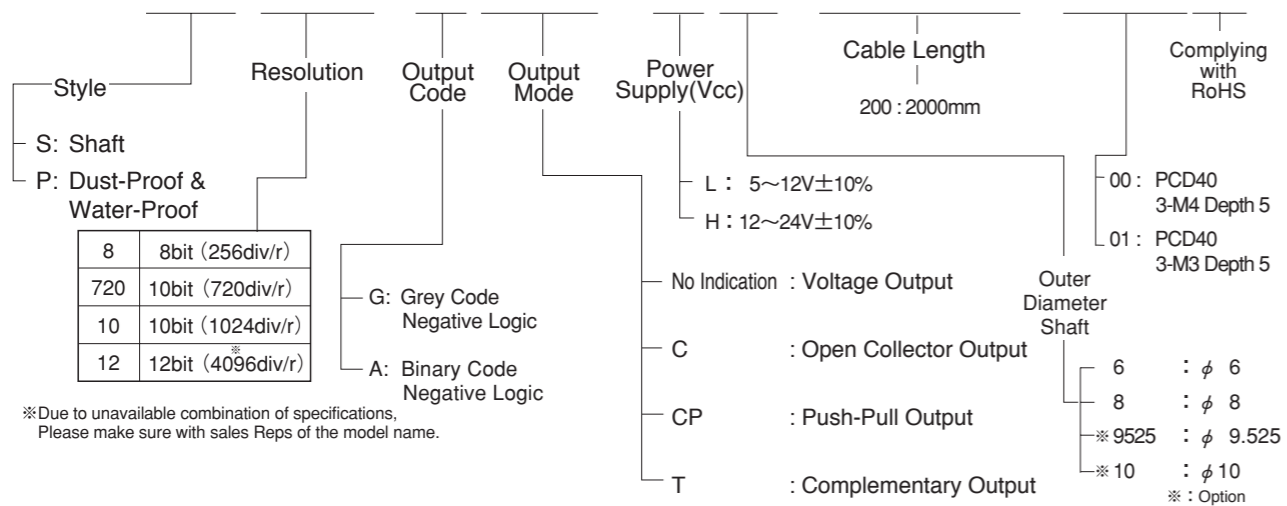 Style
S: Shaft
P: Dust-Proof &
Water-Proof
Resolution
8 8bit (256div/r)
720 10bit (720div/r)
10 10bit (1024div/r)
12 12bit (4096div/r)
※
※Due to unavailable combination of specifications,
Please make sure with sales Reps of the model name.
Output
Code
G: Grey Code
Negative Logic
A: Binary Code
Negative Logic
Output
Mode
No Indication : Voltage Output
C : Open Collector Output
CP : Push-Pull Output
T : Complementary Output
Power
Supply(Vcc)
L : 5～12V±10%
H : 12～24V±10%
Outer
Diameter
Shaft
6 : φ 6
8 : φ 8
※9525 : φ 9.525
※10 : φ10
※ : Option
Cable Length
200 : 2000mm
00 : PCD40
3-M4 Depth 5
01 : PCD40
3-M3 Depth 5
Complying
with
RoHS